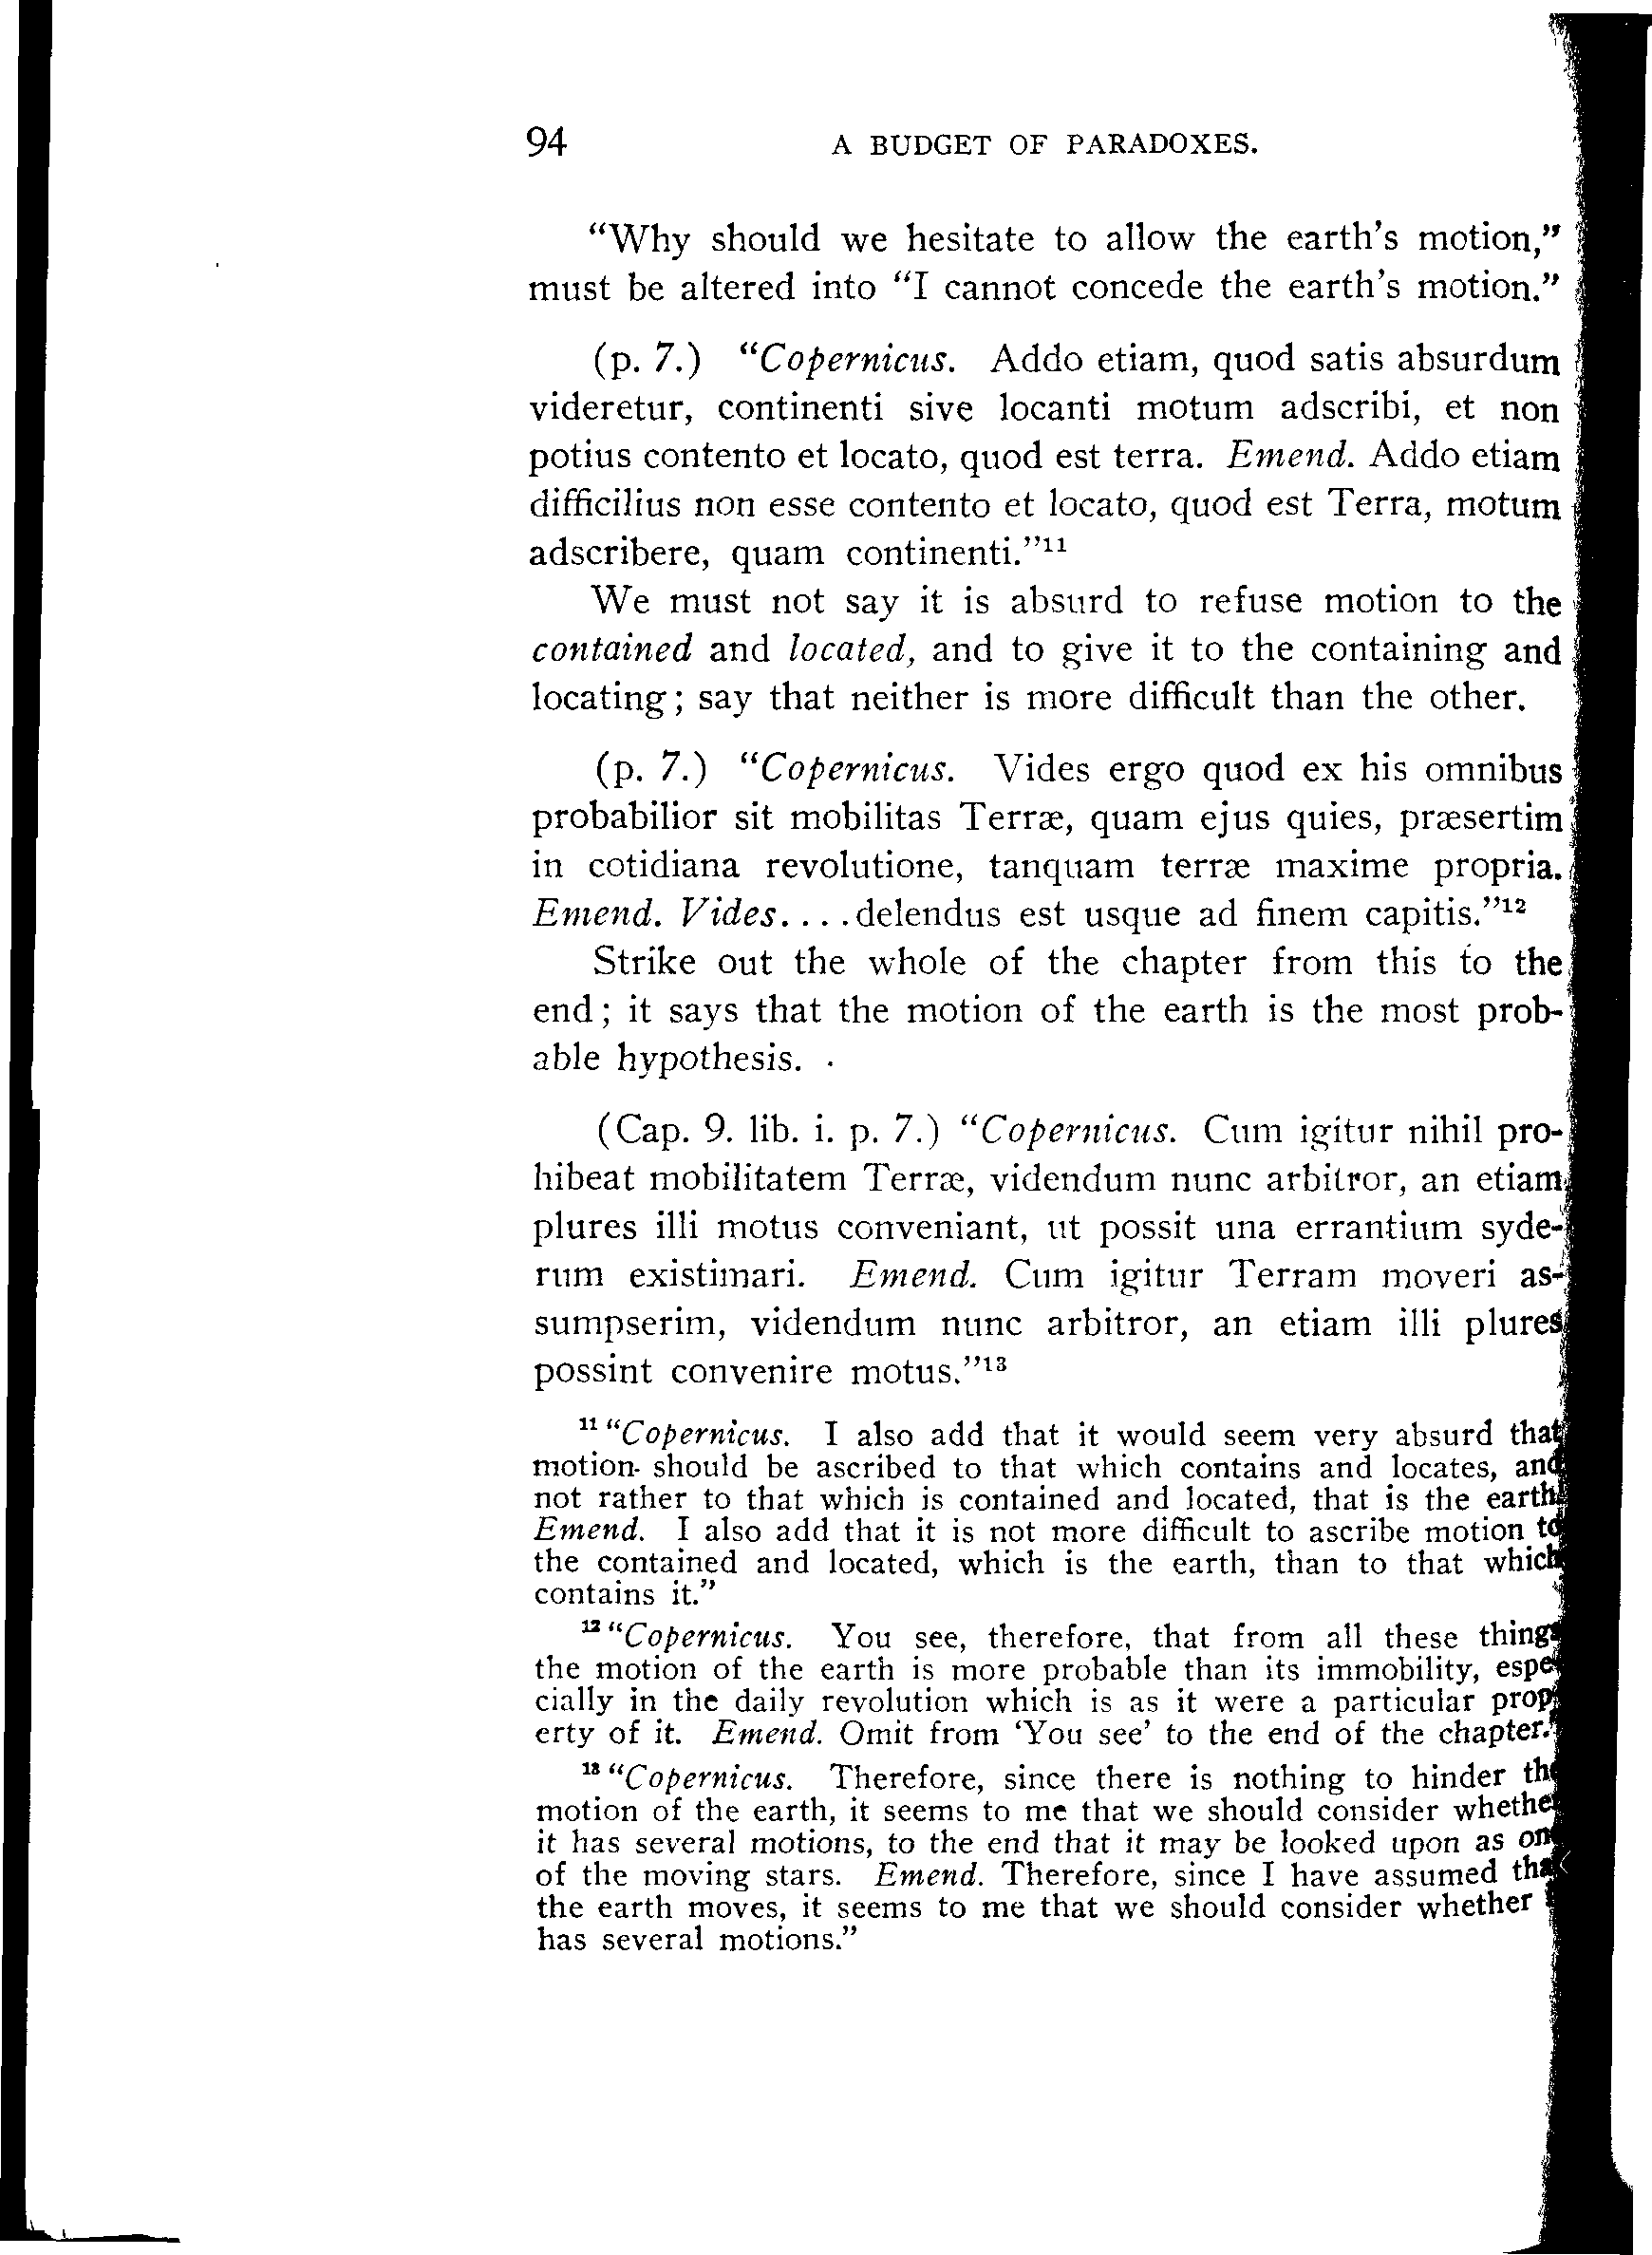 94 A BUDGET OF PARADOXES.
“Why should we hesitate to allow the earth’s motion,”
must be altered into “I cannot concede the earth’s motion.”
(p. 7.) “Copernicus. Addo etiam, quod satis absurdum
videretur, continenti sive locanti motum adscribi, et non
potius contento et locato, quod est terra. Emend. Addo etiam
difficilius non esse contento et locato, quod est Terra, motum
adscribere, quam continenti.”¹¹
We must not say it is absurd to refuse motion to the
contained and located, and to give it to the containing and
locating; say that neither is more difficult than the other.
(p. 7.) “Copernicus. Vides ergo quod ex his omnibus
probabilior sit mobilitas Terræ, quam ejus quies, præsertim
in cotidiana revolutione, tanquam terræ maxime propria.
Emend. Vides....delendus est usque ad finem capitis.”¹²
Strike out the whole of the chapter from this to the
end; it says that the motion of the earth is the most prob-
able hypothesis.
(Cap. 9. lib. i. p. 7.) “Copernicus. Cum igitur nihil pro-
hibeat mobilitatem Terræ, videndum nunc arbitror, an etiam
plures illi motus conveniant, ut possit una errantium syde-
rum existimari. Emend. Cum igitur Terram moveri as-
sumpserim, videndum nunc arbitror, an etiam illi plures
possint convenire motus.”¹³
¹¹ “Copernicus. I also add that it would seem very absurd that
motion should be ascribed to that which contains and locates, and
not rather to that which is contained and located, that is the earth
Emend. I also add that it is not more difficult to ascribe motion to
the contained and located, which is the earth, than to that which
contains it.”
¹² “Copernicus. You see, therefore, that from all these things
the motion of the earth is more probable than its immobility, espe
cially in the daily revolution which is as it were a particular prop
erty of it. Emend. Omit from ‘You see’ to the end of the chapter.”
¹³ “Copernicus. Therefore, since there is nothing to hinder the
motion of the earth, it seems to me that we should consider whether
it has several motions, to the end that it may be looked upon as one
of the moving stars. Emend. Therefore, since I have assumed that
the earth moves, it seems to me that we should consider whether
has several motions.”